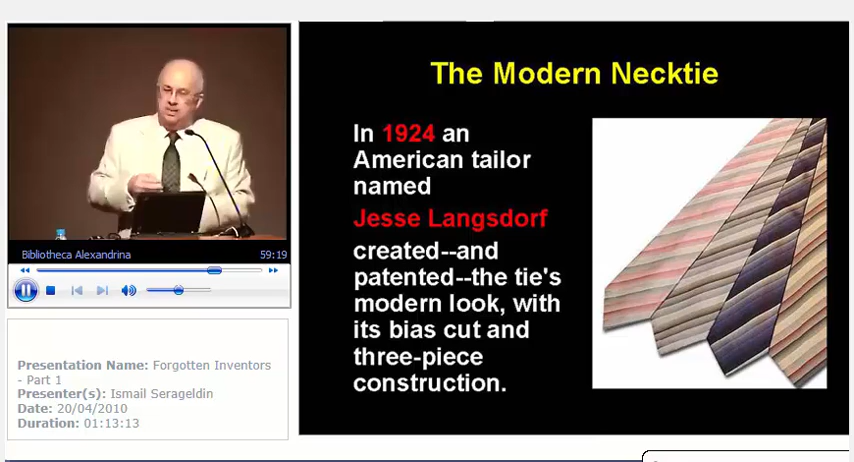 The Modern Necktie
In 1924 an
American tailor
named
Jesse Langsdorf
created--and
patented--the tie's
modern look, with
its bias cut and
three-piece
construction.
Bibliotheca Alexandrina 59:19
Presentation Name: Forgotten Inventors
- Part 1
Presenter(s): Ismail Serageldin
Date: 20/04/2010
Duration: 01:13:13